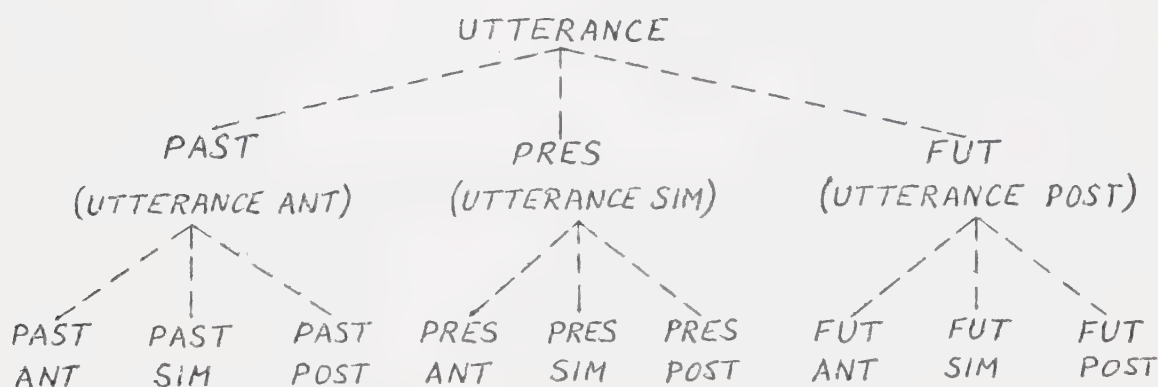 UTTERANCE
PAST PRES FUT
(UTTERANCE ANT) (UTTERANCE SIM) (UTTERANCE POST)
PAST PAST PAST PRES PRES PRES FUT FUT FUT
ANT SIM POST ANT SIM POST ANT SIM POST